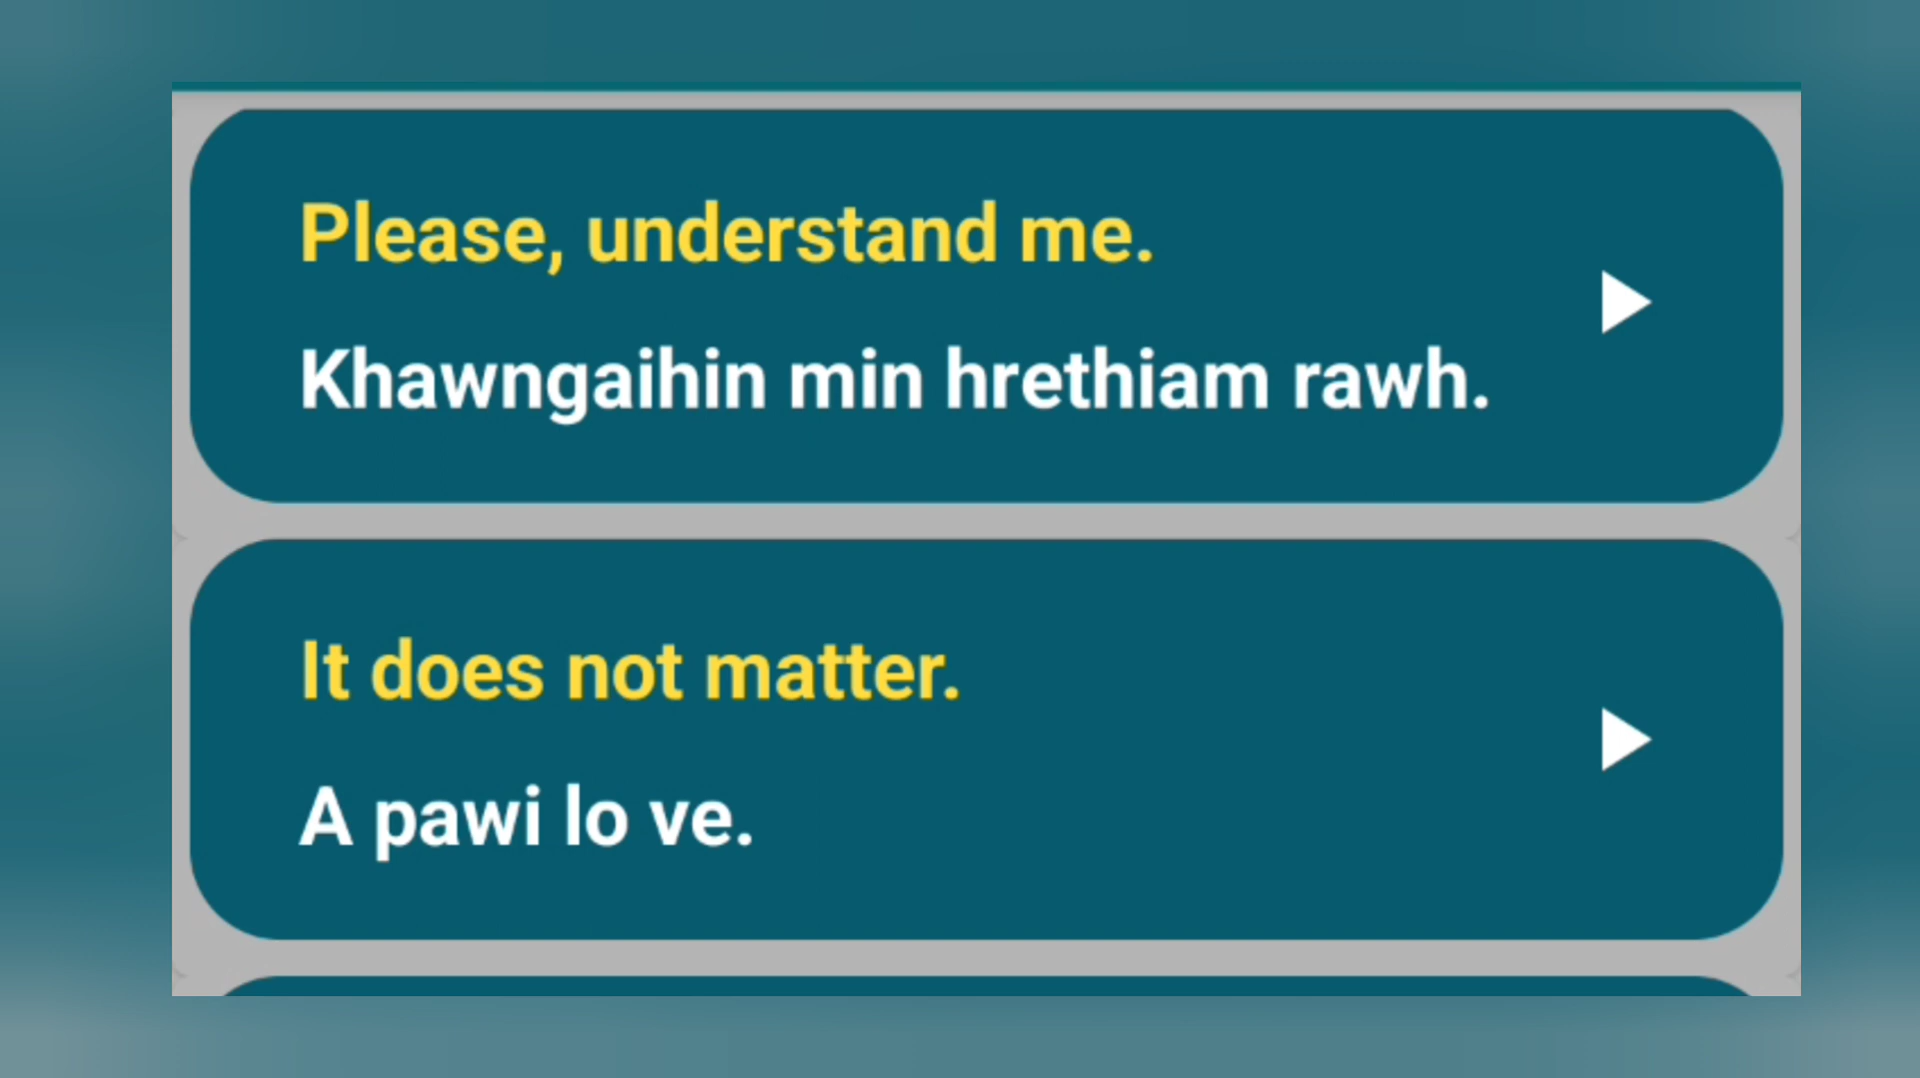 Please, understand me.
Khawngaihin min hrethiam rawh.
It does not matter.
A pawi lo ve.